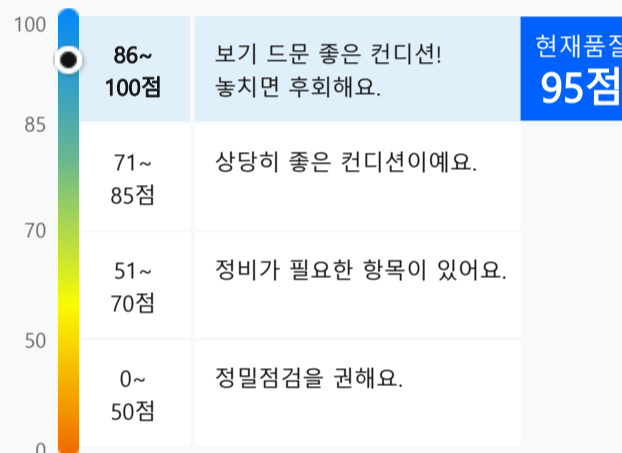 100
86~
100점
보기 드문 좋은 컨디션!
놓치면 후회해요.
현재품질
95점
85
71~
85점
상당히 좋은 컨디션이예요.
70
51~
70점
정비가 필요한 항목이 있어요.
50
0~
50점
정밀점검을 권해요.
0